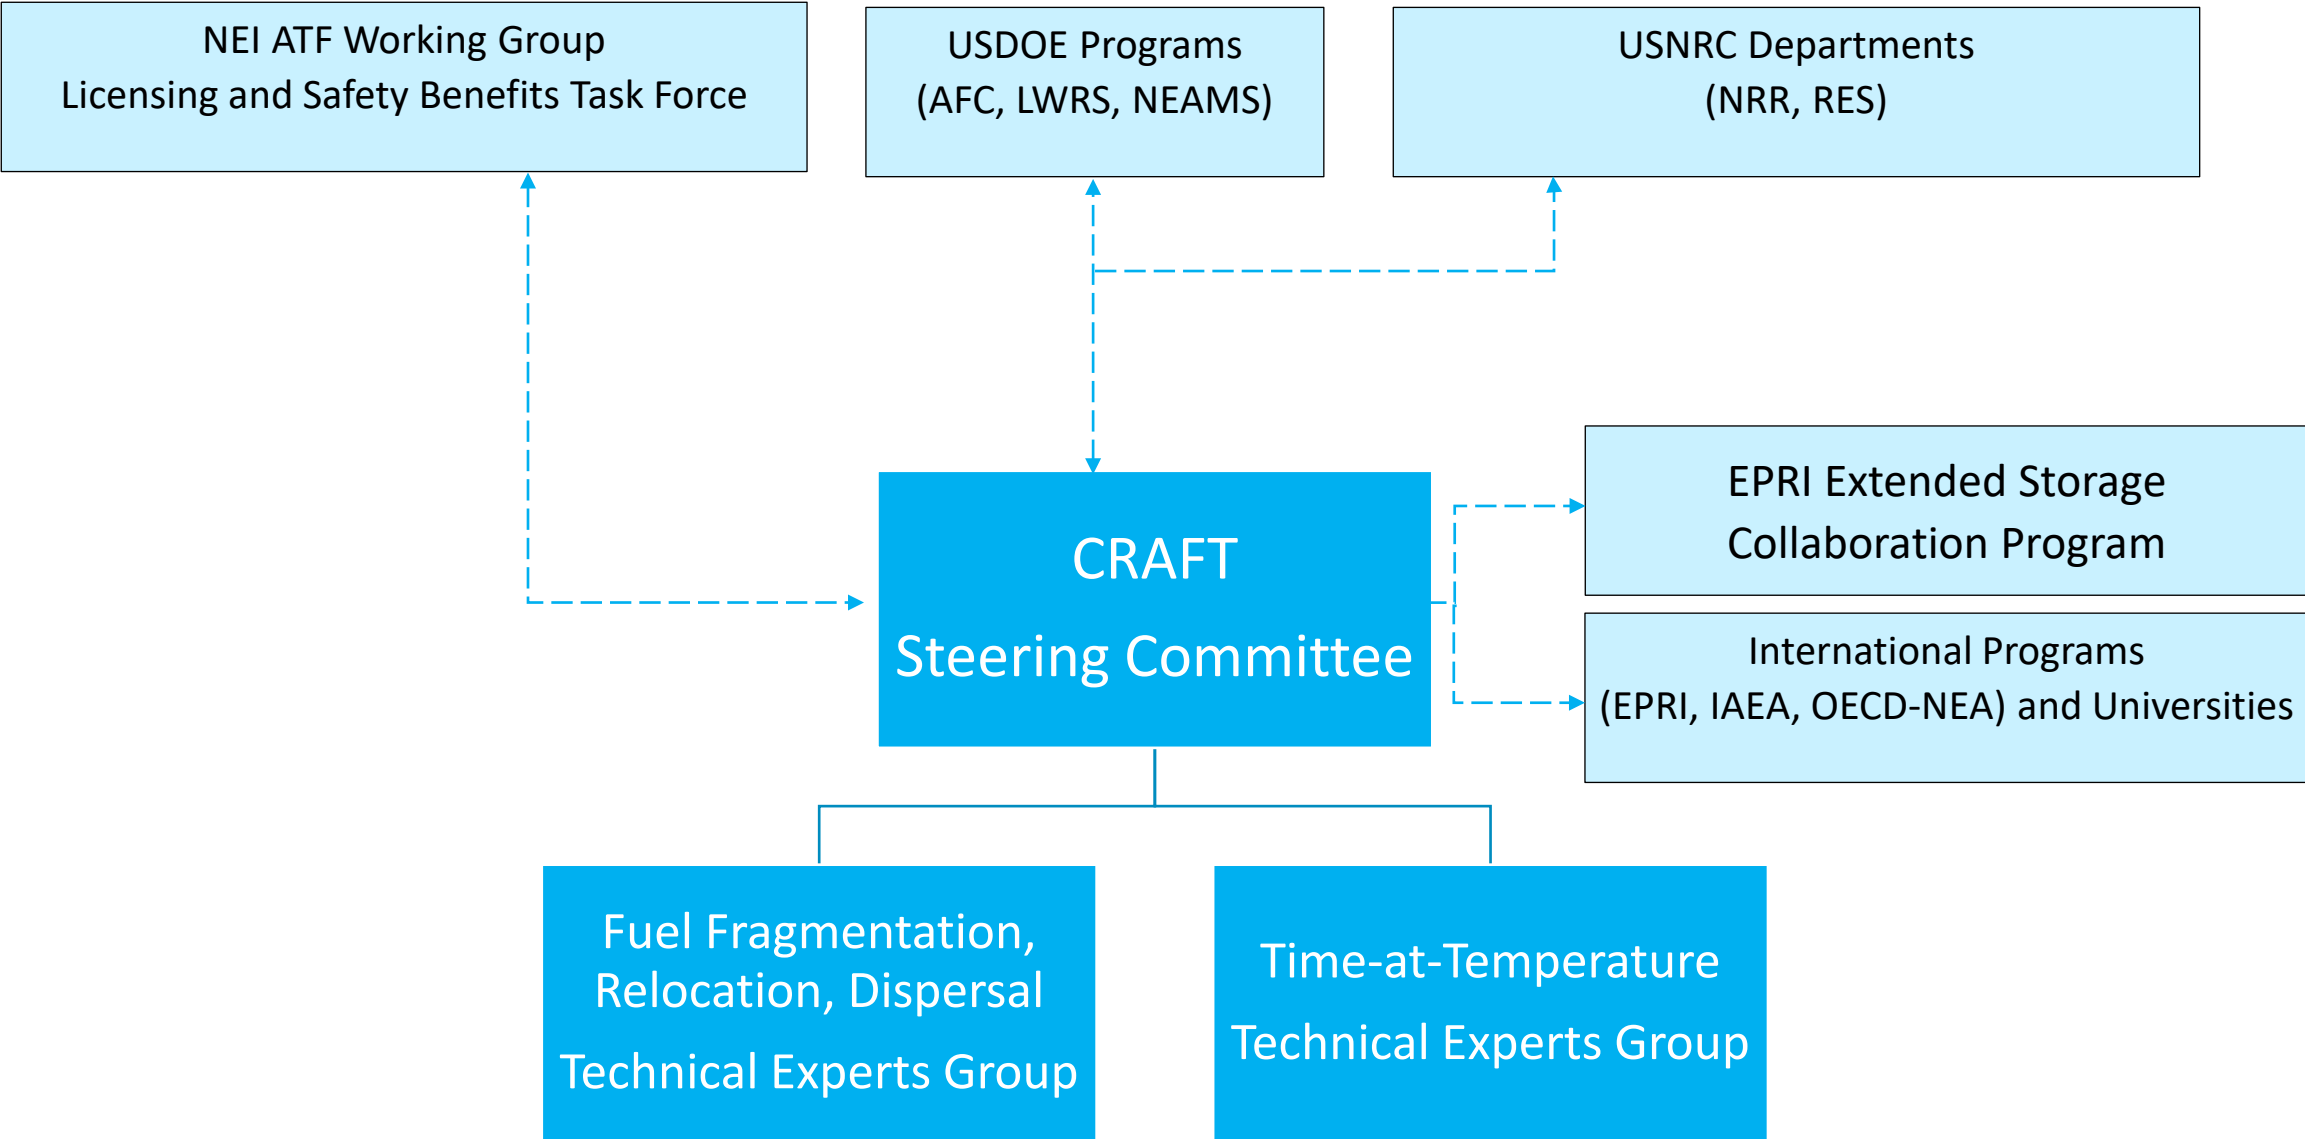 NEI ATF Working Group
Licensing and Safety Benefits Task Force
USDOE Programs
(AFC, LWRS, NEAMS)
USNRC Departments
(NRR, RES)
EPRI Extended Storage
Collaboration Program
CRAFT
Steering Committee
International Programs
(EPRI, IAEA, OECD-NEA) and Universities
Fuel Fragmentation,
Relocation, Dispersal
Technical Experts Group
Time-at-Temperature
Technical Experts Group